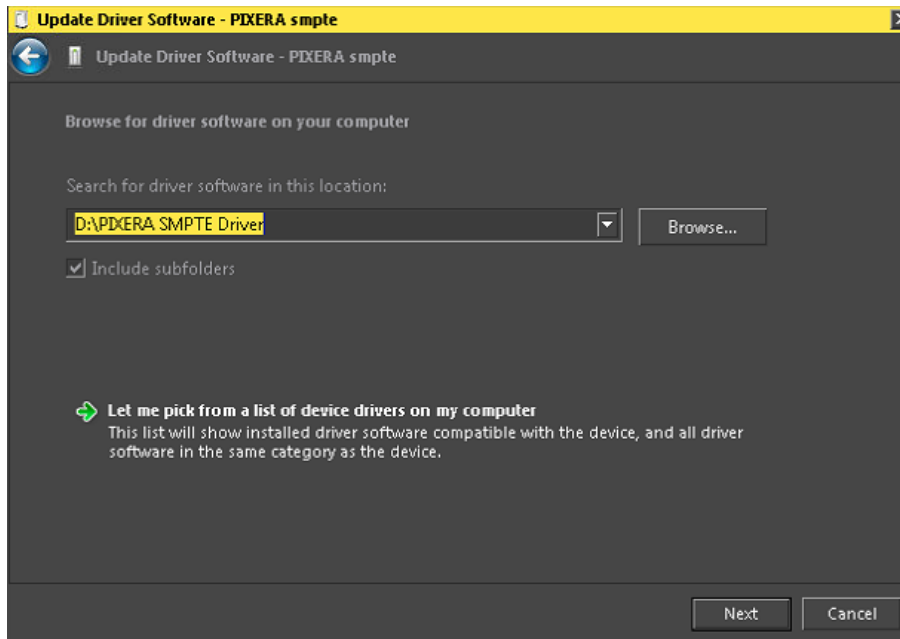 Update Driver Software - PIXERA smpte
Update Driver Software - PIXERA smpte
Browse for driver software on your computer
Search for driver software in this location:
D:\PIXERA SMPTE Driver
Browse...
Include subfolders
Let me pick from a list of device drivers on my computer
This list will show installed driver software compatible with the device, and all driver
software in the same category as the device.
Next
Cancel